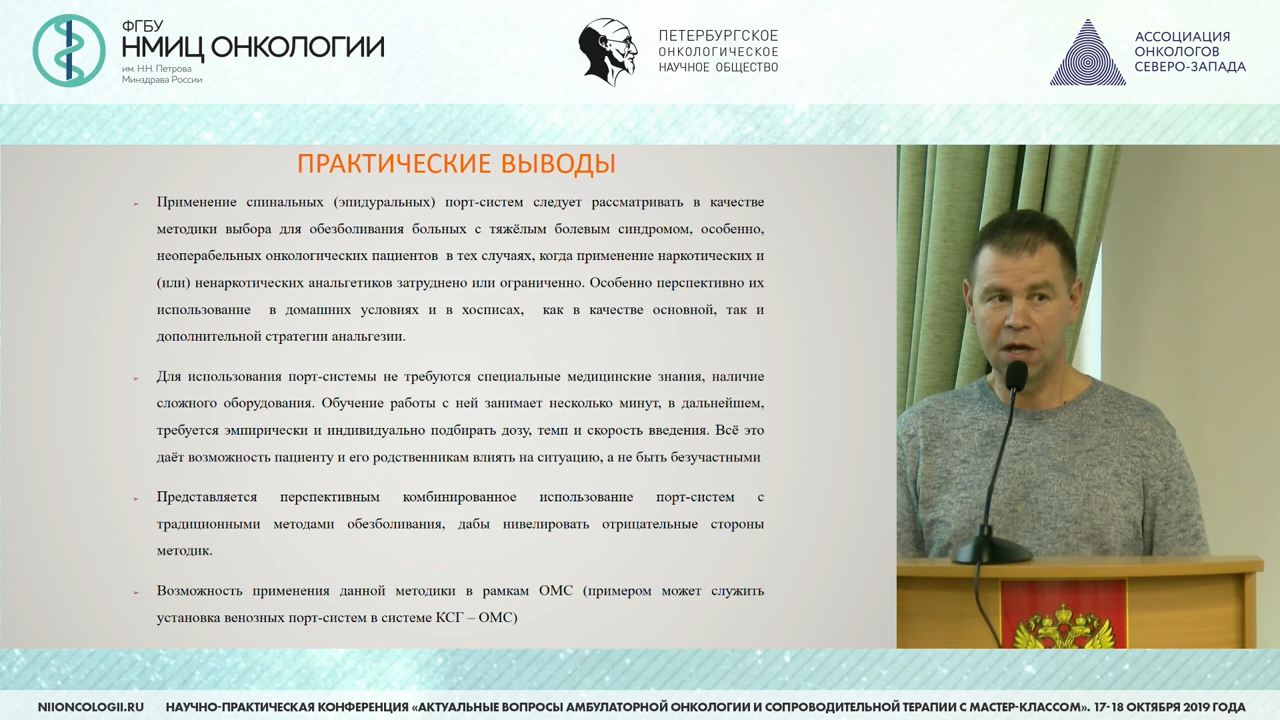 ФГБУ
НМИЦ ОНКОЛОГИИ
им. Н.Н. Петрова
Минздрава России
ПЕТЕРБУРГСКОЕ
ОНКОЛОГИЧЕСКОЕ
НАУЧНОЕ ОБЩЕСТВО
АССОЦИАЦИЯ
ОНКОЛОГОВ
СЕВЕРО-ЗАПАДА
ПРАКТИЧЕСКИЕ ВЫВОДЫ
Применение спинальных (эпидуральных) порт-систем следует рассматривать в качестве
методики выбора для обезболивания больных с тяжёлым болевым синдромом, особенно,
неоперабельных онкологических пациентов в тех случаях, когда применение наркотических и
(или) ненаркотических анальгетиков затруднено или ограниченно. Особенно перспективно их
использование в домашних условиях и в хосписах, как в качестве основной, так и
дополнительной стратегии анальгезии.
Для использования порт-системы не требуются специальные медицинские знания, наличие
сложного оборудования. Обучение работы с ней занимает несколько минут, в дальнейшем,
требуется эмпирически и индивидуально подбирать дозу, темп и скорость введения. Всё это
даёт возможность пациенту и его родственникам влиять на ситуацию, а не быть безучастными
Представляется перспективным комбинированное использование порт-систем с
традиционными методами обезболивания, дабы нивелировать отрицательные стороны
методик.
Возможность применения данной методики в рамкам ОМС (примером может служить
установка венозных порт-систем в системе КСГ – ОМС)
NIIONCOLOGII.RU НАУЧНО-ПРАКТИЧЕСКАЯ КОНФЕРЕНЦИЯ «АКТУАЛЬНЫЕ ВОПРОСЫ АМБУЛАТОРНОЙ ОНКОЛОГИИ И СОПРОВОДИТЕЛЬНОЙ ТЕРАПИИ С МАСТЕР-КЛАССОМ». 17-18 ОКТЯБРЯ 2019 ГОДА